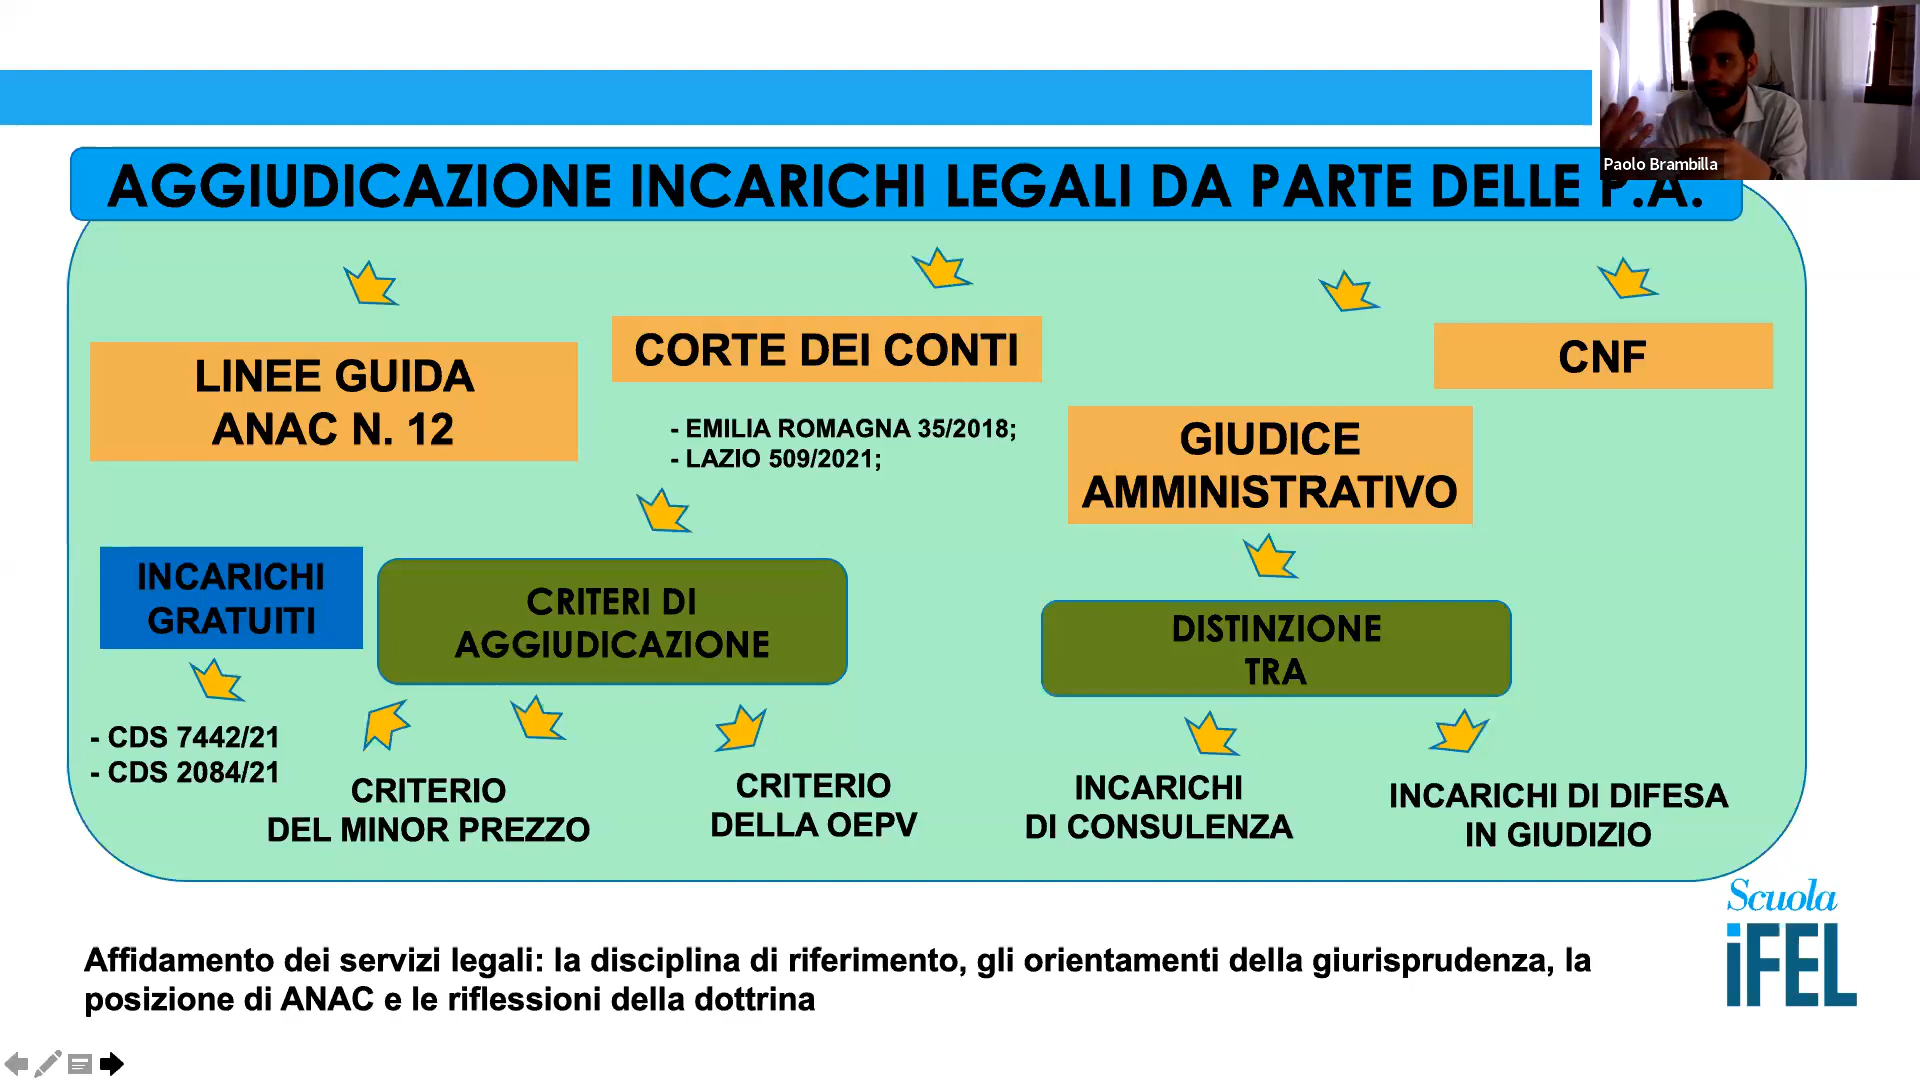 Paolo Brambilla
AGGIUDICAZIONE INCARICHI LEGALI DA PARTE DELLE P.A.
LINEE GUIDA
ANAC N. 12
CORTE DEI CONTI
- EMILIA ROMAGNA 35/2018;
- LAZIO 509/2021;
GIUDICE
AMMINISTRATIVO
CNF
INCARICHI
GRATUITI
- CDS 7442/21
- CDS 2084/21
CRITERI DI
AGGIUDICAZIONE
CRITERIO
DEL MINOR PREZZO
CRITERIO
DELLA OEPV
DISTINZIONE
TRA
INCARICHI
DI CONSULENZA
INCARICHI DI DIFESA
IN GIUDIZIO
Scuola
iFEL
Affidamento dei servizi legali: la disciplina di riferimento, gli orientamenti della giurisprudenza, la
posizione di ANAC e le riflessioni della dottrina